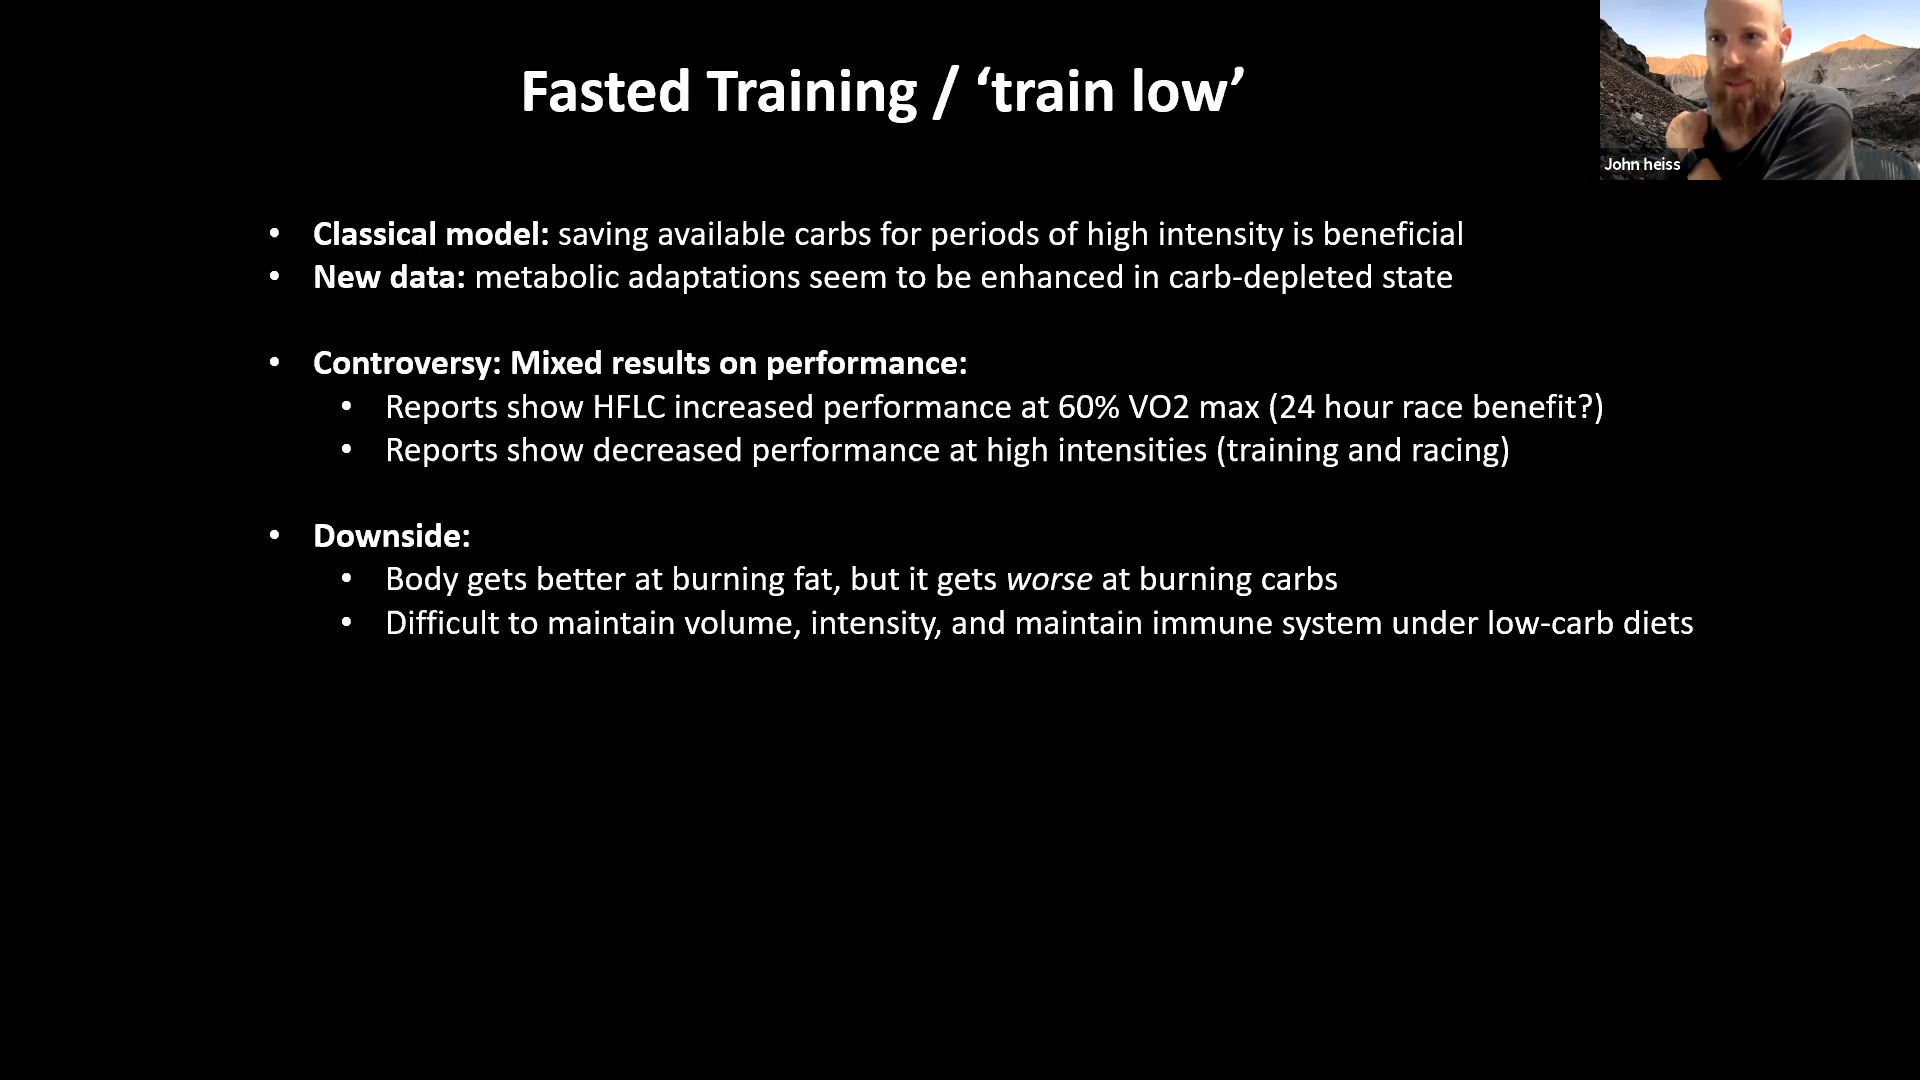 Fasted Training / ‘train low’
John heiss
• Classical model: saving available carbs for periods of high intensity is beneficial
• New data: metabolic adaptations seem to be enhanced in carb-depleted state
• Controversy: Mixed results on performance:
• Reports show HFLC increased performance at 60% VO2 max (24 hour race benefit?)
• Reports show decreased performance at high intensities (training and racing)
• Downside:
• Body gets better at burning fat, but it gets worse at burning carbs
• Difficult to maintain volume, intensity, and maintain immune system under low-carb diets